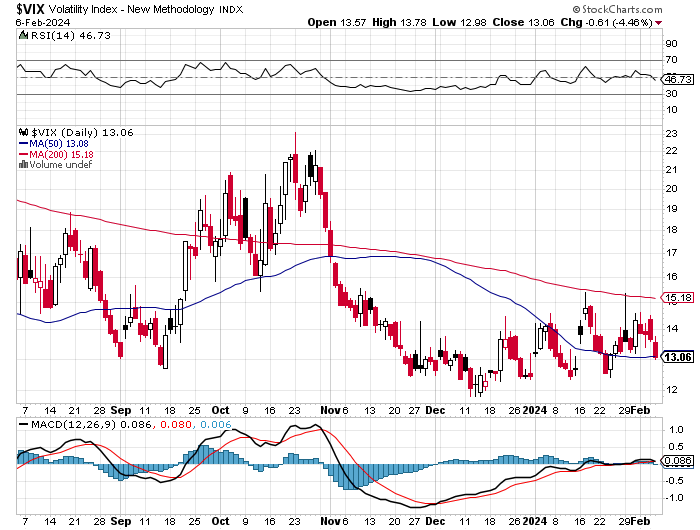 $VIX Volatility Index - New Methodology INDX
© StockCharts.com
6-Feb-2024
Open 13.57 High 13.78 Low 12.98 Close 13.06 Chg -0.61 (-4.46%)
RSI(14) 46.73
90
70
50
46.73
30
10
$VIX (Daily) 13.06
MA(50) 13.08
MA(200) 15.18
Volume undef
23
22
21
20
19
18
17
16
15.18
14
13.06
12
7 14 21 28 Sep 11 18 25 Oct 9 16 23 Nov 6 13 20 27 Dec 11 18 26 2024 8 16 22 29 Feb
MACD(12,26,9) 0.086, 0.080, 0.006
1.0
0.5
0.086
-0.5
-1.0
7 14 21 28 Sep 11 18 25 Oct 9 16 23 Nov 6 13 20 27 Dec 11 18 26 2024 8 16 22 29 Feb